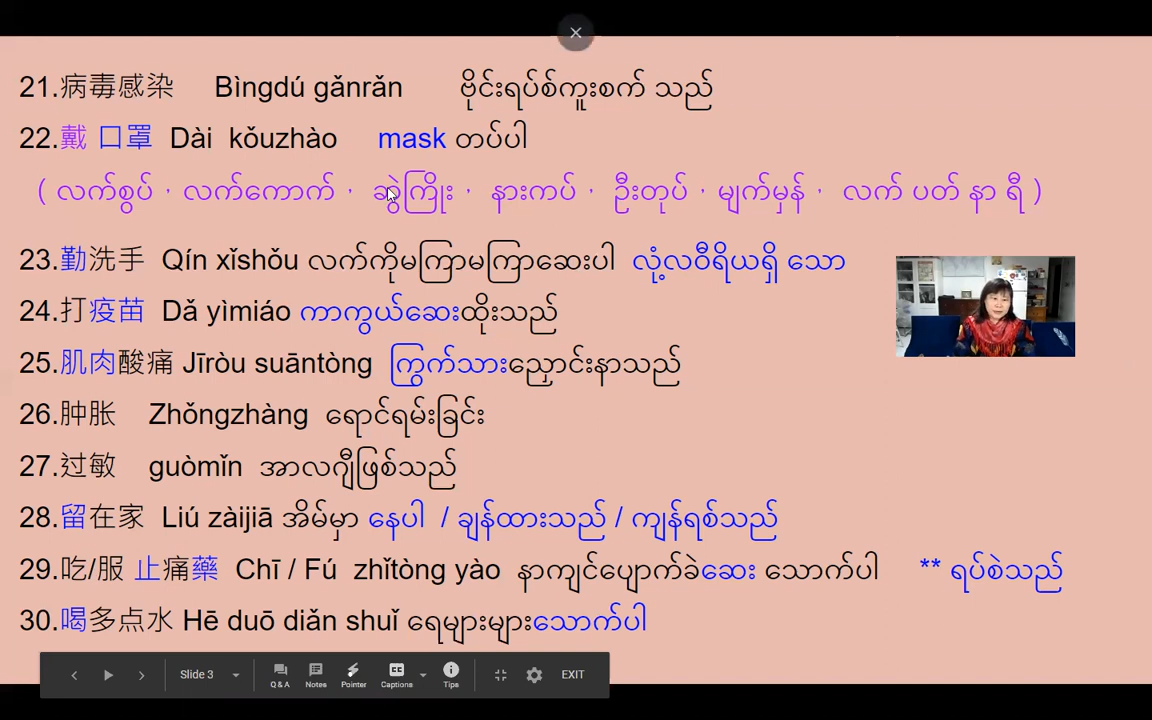 21.病毒感染 Bìngdú gǎnrǎn ဗိုင်းရပ်စ်ကူးစက် သည်
22.戴 口罩 Dài kǒuzhào mask တပ်ပါ
( လက်စွပ်，လက်ကောက်， ဆွဲကြိုး， နားကပ်， ဦးတုပ်，မျက်မှန်， လက် ပတ် နာ ရီ )
23.勤洗手 Qín xǐshǒu လက်ကိုမကြာမကြာဆေးပါ လုံ့လဝီရိယရှိ သော
24.打疫苗 Dǎ yìmiáo ကာကွယ်ဆေးထိုးသည်
25.肌肉酸痛 Jīròu suāntòng ကြွက်သားညှောင်းနာသည်
26.肿胀 Zhǒngzhàng ရောင်ရမ်းခြင်း
27.过敏 guòmǐn အာလဂျီဖြစ်သည်
28.留在家 Liú zàijiā အိမ်မှာ နေပါ / ချန်ထားသည် / ကျန်ရစ်သည်
29.吃/服 止痛藥 Chī / Fú zhǐtòng yào နာကျင်ပျောက်ခဲဆေး သောက်ပါ ** ရပ်စဲသည်
30.喝多点水 Hē duō diǎn shuǐ ရေများများသောက်ပါ
Slide 3 Q & A Notes Pointer Captions Tips EXIT